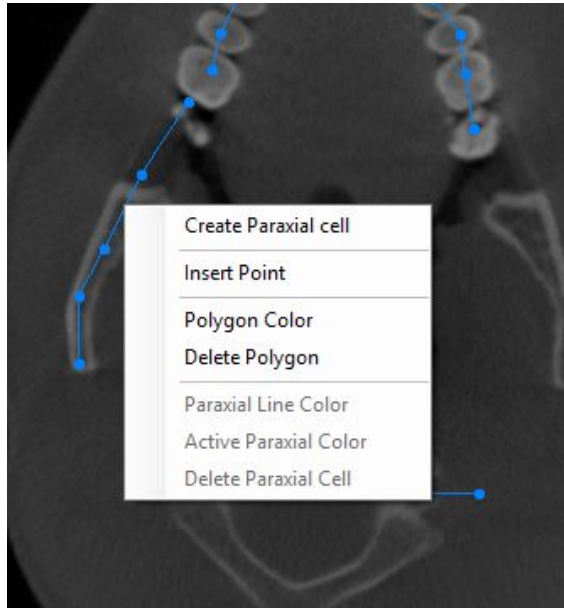 Create Paraxial cell
Insert Point
Polygon Color
Delete Polygon
Paraxial Line Color
Active Paraxial Color
Delete Paraxial Cell